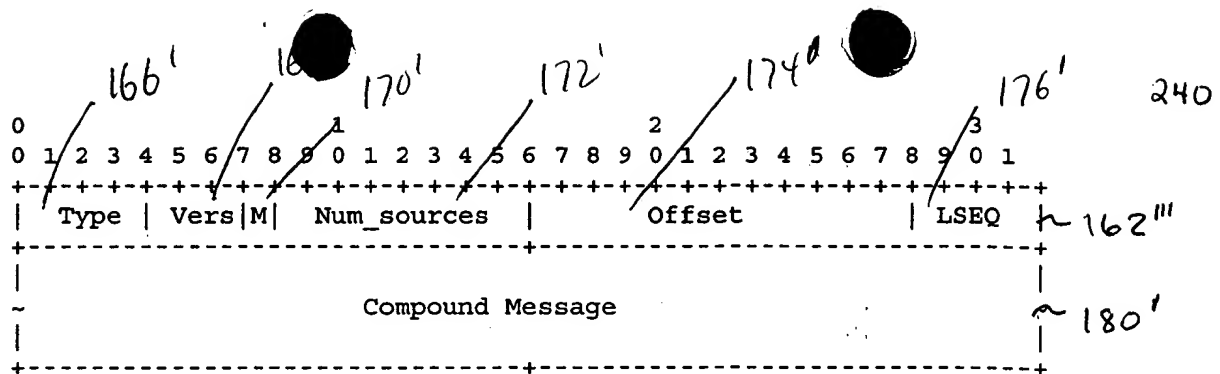 166' 170' 172' 174' 176' 240
0 1 2 3
0 1 2 3 4 5 6 7 8 9 0 1 2 3 4 5 6 7 8 9 0 1 2 3 4 5 6 7 8 9 0 1
+-+-+-+-+-+-+-+-+-+-+-+-+-+-+-+-+-+-+-+-+-+-+-+-+-+-+-+-+-+-+-+-+
| Type | Vers|M| Num_sources | Offset | LSEQ | 162'''
+-------------------------------+-------------------------------+
| |
~ Compound Message ~ 180'
| |
+-------------------------------+-------------------------------+